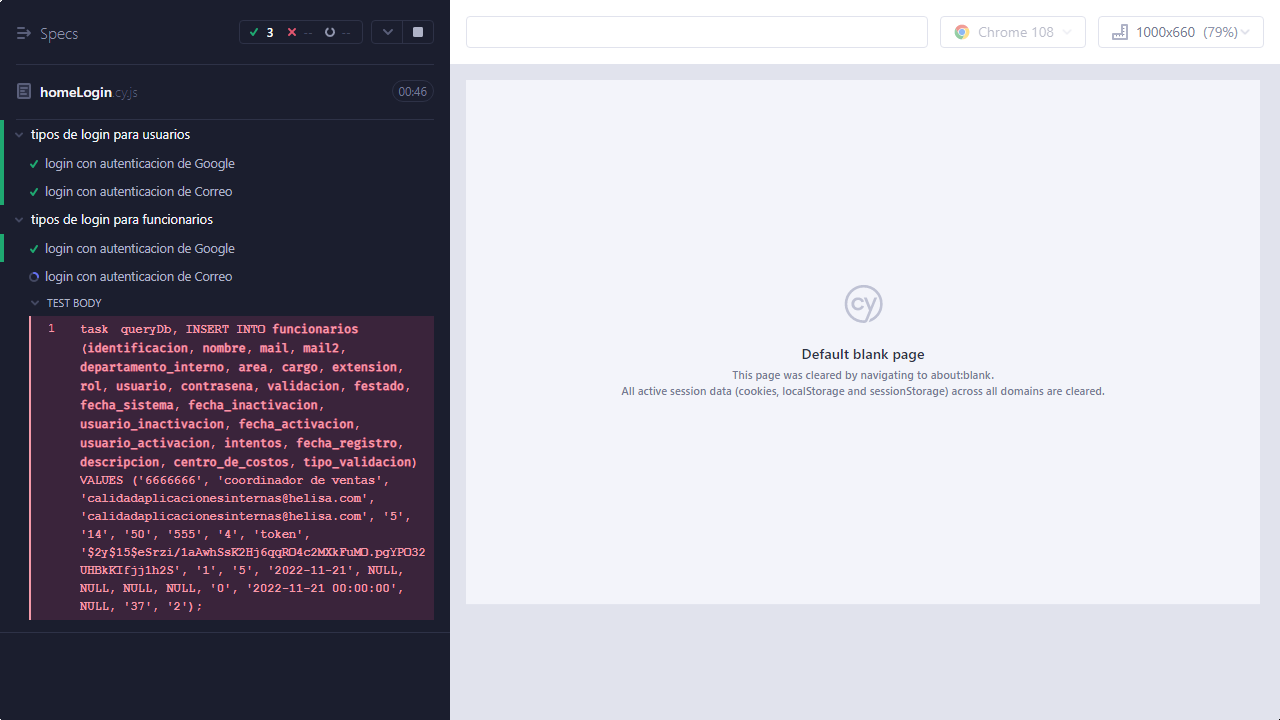 Specs
3
--
--
homeLogin.cy.js
00:46
tipos de login para usuarios
login con autenticacion de Google
login con autenticacion de Correo
tipos de login para funcionarios
login con autenticacion de Google
login con autenticacion de Correo
TEST BODY
1 task queryDb, INSERT INTO funcionarios
(identificacion, nombre, mail, mail2,
departamento_interno, area, cargo, extension,
rol, usuario, contrasena, validacion, festado,
fecha_sistema, fecha_inactivacion,
usuario_inactivacion, fecha_activacion,
usuario_activacion, intentos, fecha_registro,
descripcion, centro_de_costos, tipo_validacion)
VALUES ('6666666', 'coordinador de ventas',
'calidadaplicacionesinternas@helisa.com',
'calidadaplicacionesinternas@helisa.com', '5',
'14', '50', '555', '4', 'token',
'$2y$15$eSrzi/1aAwhSsK2Hj6qqRO4c2MXkFuMO.pgYPO32
UHBkKIfjj1h2S', '1', '5', '2022-11-21', NULL,
NULL, NULL, NULL, '0', '2022-11-21 00:00:00',
NULL, '37', '2');
Chrome 108
1000x660 (79%)
cy
Default blank page
This page was cleared by navigating to about:blank.
All active session data (cookies, localStorage and sessionStorage) across all domains are cleared.